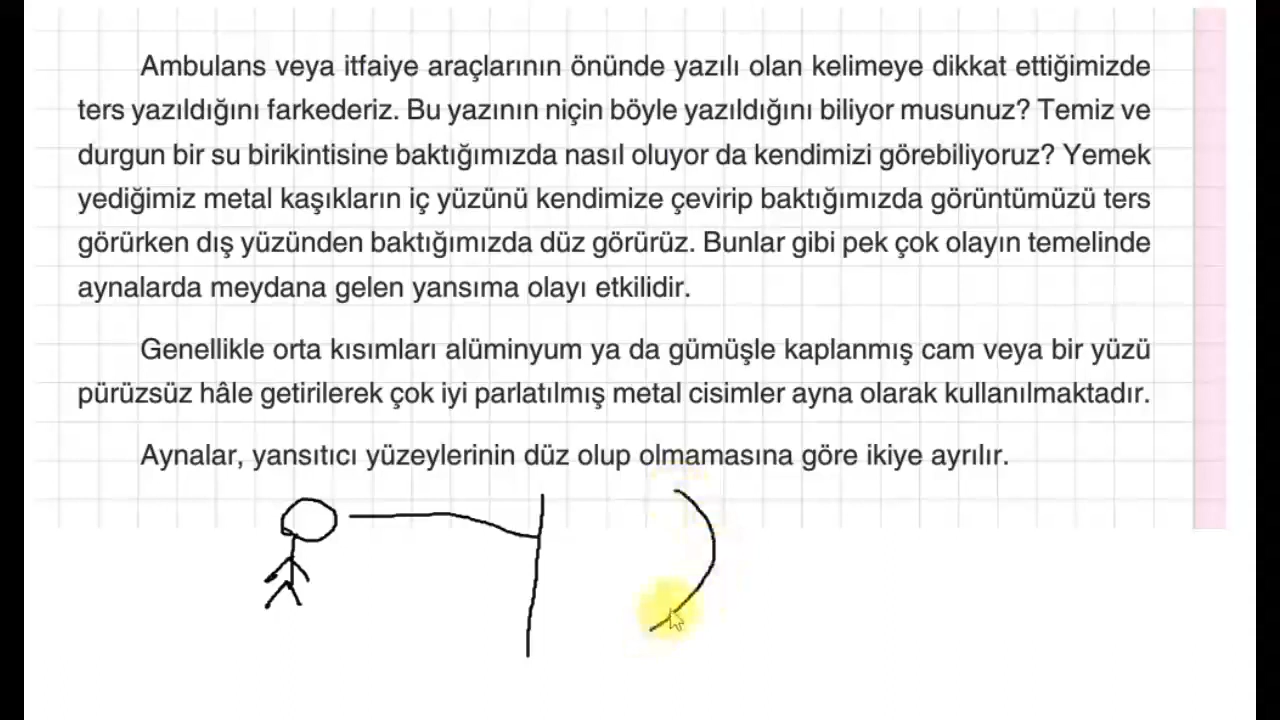 Ambulans veya itfaiye araçlarının önünde yazılı olan kelimeye dikkat ettiğimizde
ters yazıldığını farkederiz. Bu yazının niçin böyle yazıldığını biliyor musunuz? Temiz ve
durgun bir su birikintisine baktığımızda nasıl oluyor da kendimizi görebiliyoruz? Yemek
yediğimiz metal kaşıkların iç yüzünü kendimize çevirip baktığımızda görüntümüzü ters
görürken dış yüzünden baktığımızda düz görürüz. Bunlar gibi pek çok olayın temelinde
aynalarda meydana gelen yansıma olayı etkilidir.
Genellikle orta kısımları alüminyum ya da gümüşle kaplanmış cam veya bir yüzü
pürüzsüz hâle getirilerek çok iyi parlatılmış metal cisimler ayna olarak kullanılmaktadır.
Aynalar, yansıtıcı yüzeylerinin düz olup olmamasına göre ikiye ayrılır.